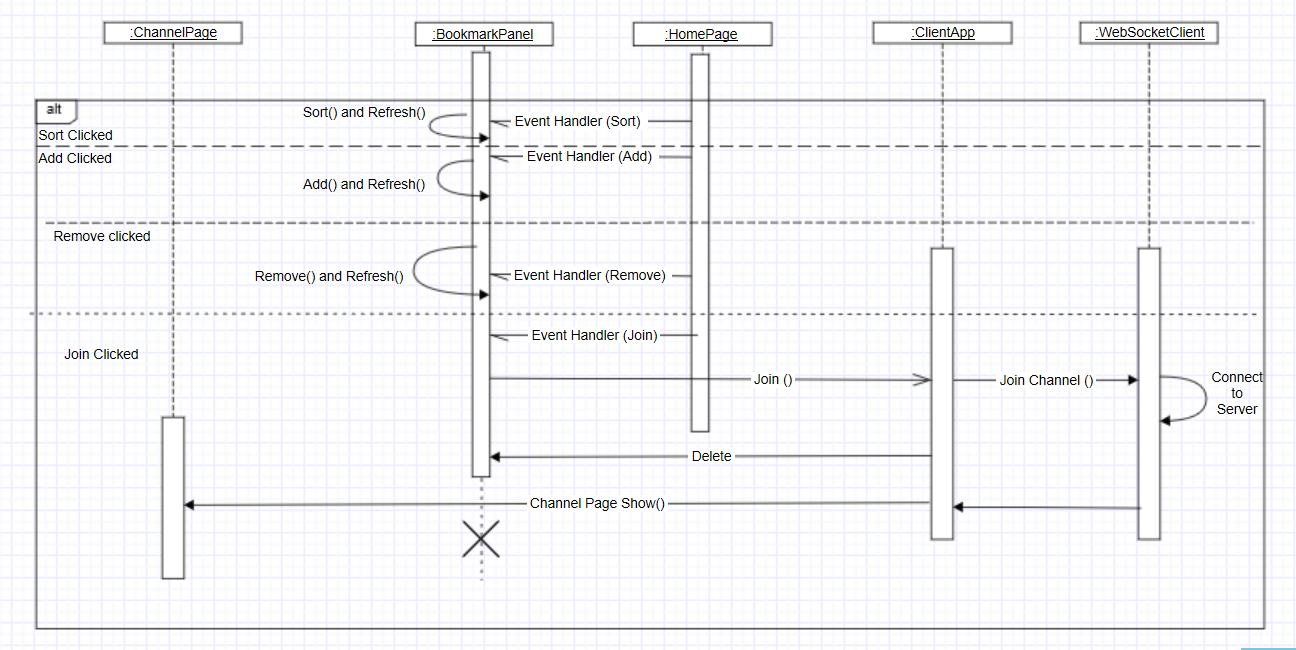 :ChannelPage
:BookmarkPanel
:HomePage
:ClientApp
:WebSocketClient
alt
Sort() and Refresh()
Event Handler (Sort)
Sort Clicked
Add Clicked
Event Handler (Add)
Add() and Refresh()
Remove clicked
Remove() and Refresh()
Event Handler (Remove)
Event Handler (Join)
Join Clicked
Join ()
Join Channel ()
Connect
to
Server
Delete
Channel Page Show()